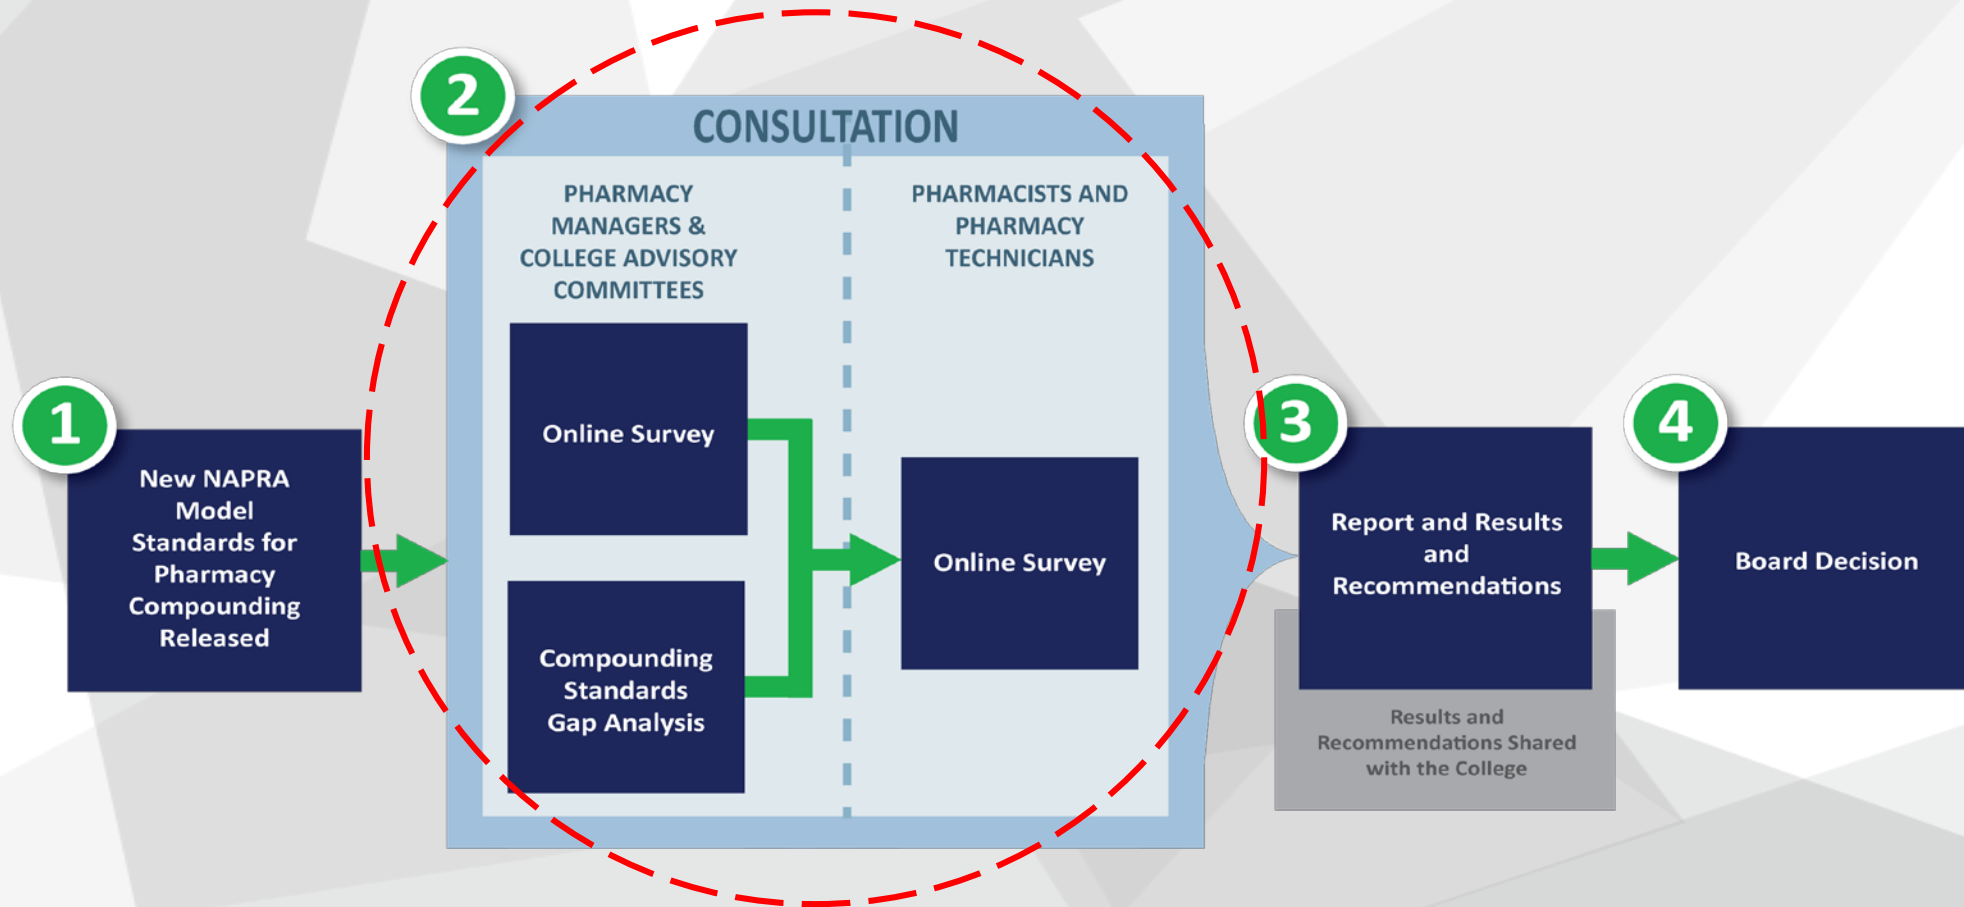 1
New NAPRA
Model
Standards for
Pharmacy
Compounding
Released
2
CONSULTATION
PHARMACY
MANAGERS &
COLLEGE ADVISORY
COMMITTEES
Online Survey
Compounding
Standards
Gap Analysis
PHARMACISTS AND
PHARMACY
TECHNICIANS
Online Survey
3
Report and Results
and
Recommendations
Results and
Recommendations Shared
with the College
4
Board Decision